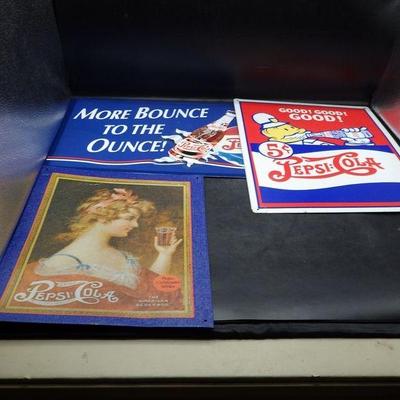 MORE BOUNCE
TO THE
OUNCE!
GOOD! GOOD!
GOOD!
5¢
PEPSI-COLA
PEPSI-COLA